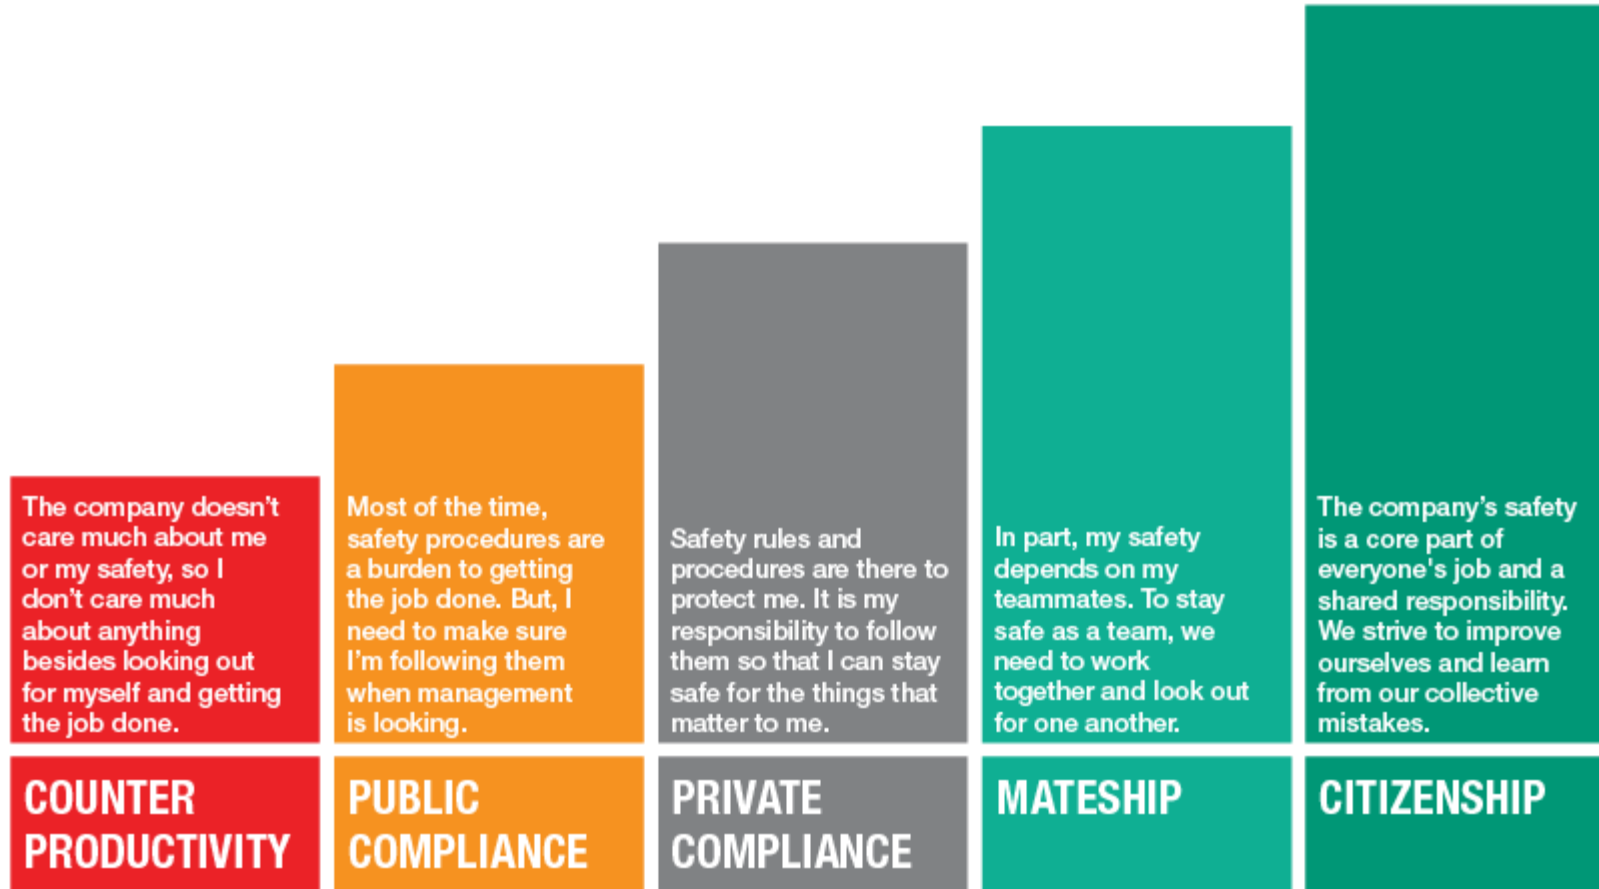 The company doesn't
care much about me
or my safety, so I
don't care much
about anything
besides looking out
for myself and getting
the job done.
COUNTER
PRODUCTIVITY
Most of the time,
safety procedures are
a burden to getting
the job done. But, I
need to make sure
I'm following them
when management
is looking.
PUBLIC
COMPLIANCE
Safety rules and
procedures are there to
protect me. It is my
responsibility to follow
them so that I can stay
safe for the things that
matter to me.
PRIVATE
COMPLIANCE
In part, my safety
depends on my
teammates. To stay
safe as a team, we
need to work
together and look out
for one another.
MATESHIP
The company's safety
is a core part of
everyone's job and a
shared responsibility.
We strive to improve
ourselves and learn
from our collective
mistakes.
CITIZENSHIP